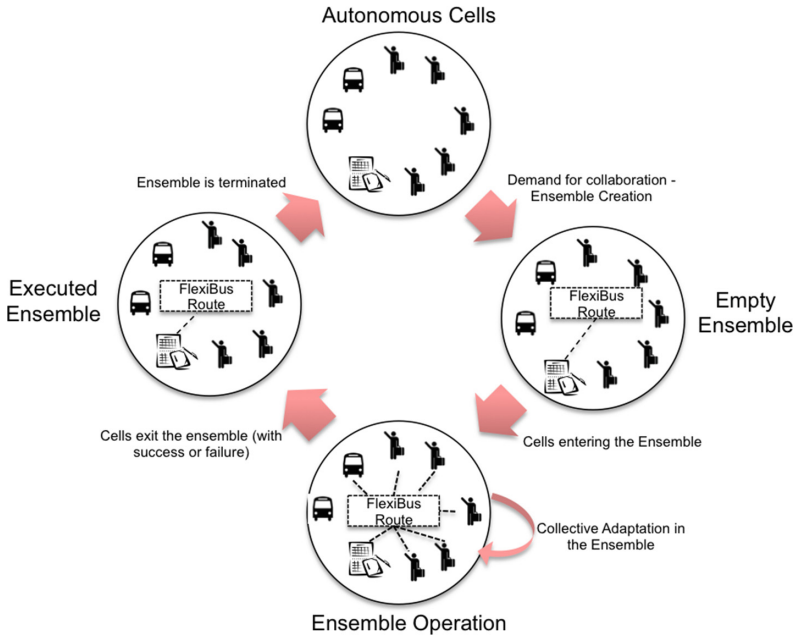 Autonomous Cells
Ensemble is terminated
Demand for collaboration -
Ensemble Creation
Executed
Ensemble
FlexiBus
Route
FlexiBus
Route
Empty
Ensemble
Cells exit the ensemble (with
success or failure)
Cells entering the Ensemble
FlexiBus
Route
Collective Adaptation in
the Ensemble
Ensemble Operation